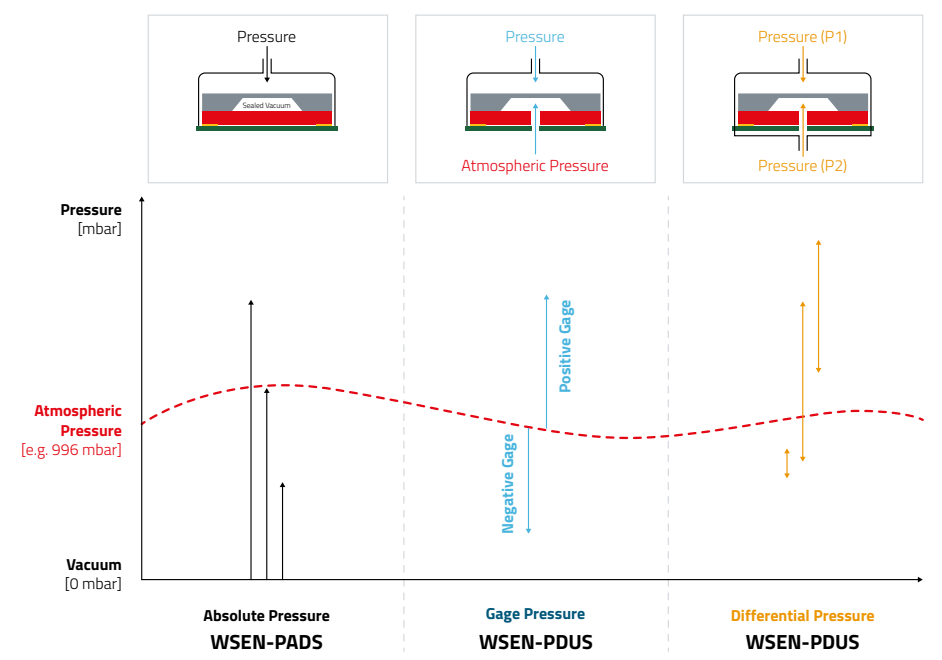 Pressure
Sealed Vacuum
Pressure
Atmospheric Pressure
Pressure (P1)
Pressure (P2)
Pressure
[mbar]
Positive Gage
Negative Gage
Atmospheric
Pressure
[e.g. 996 mbar]
Vacuum
[0 mbar]
Absolute Pressure
WSEN-PADS
Gage Pressure
WSEN-PDUS
Differential Pressure
WSEN-PDUS